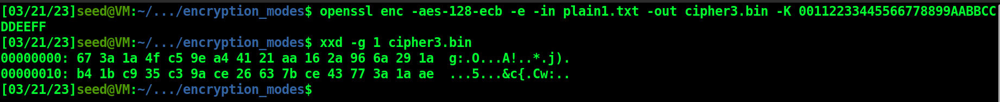 [03/21/23]seed@VM:~/.../encryption_modes$ openssl enc -aes-128-ecb -e -in plain1.txt -out cipher3.bin -K 00112233445566778899AABBCC
DDEEFF
[03/21/23]seed@VM:~/.../encryption_modes$ xxd -g 1 cipher3.bin
00000000: 67 3a 1a 4f c5 9e a4 41 21 aa 16 2a 96 6a 29 1a  g:.O...A!..*.j).
00000010: b4 1b c9 35 c3 9a ce 26 63 7b ce 43 77 3a 1a ae  ...5...&c{.Cw:..
[03/21/23]seed@VM:~/.../encryption_modes$